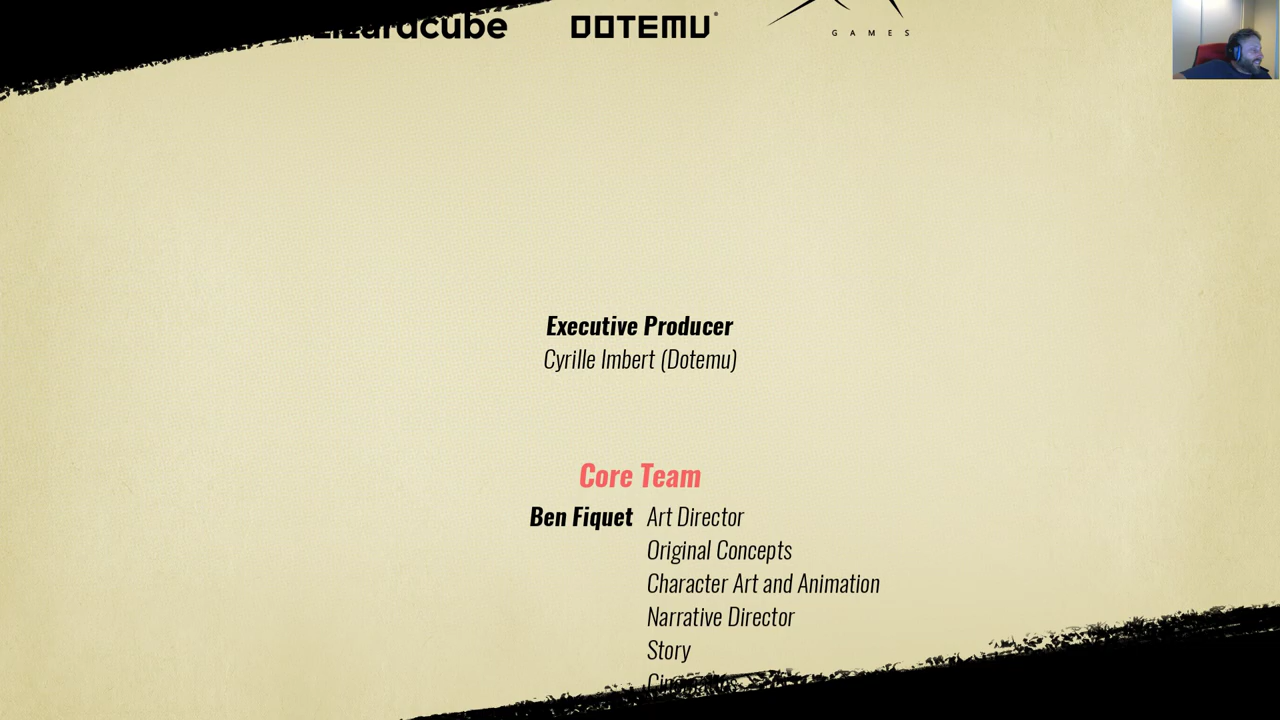 Lizardcube DOTEMU®
GAMES
Executive Producer
Cyrille Imbert (Dotemu)
Core Team
Ben Fiquet Art Director
Original Concepts
Character Art and Animation
Narrative Director
Story